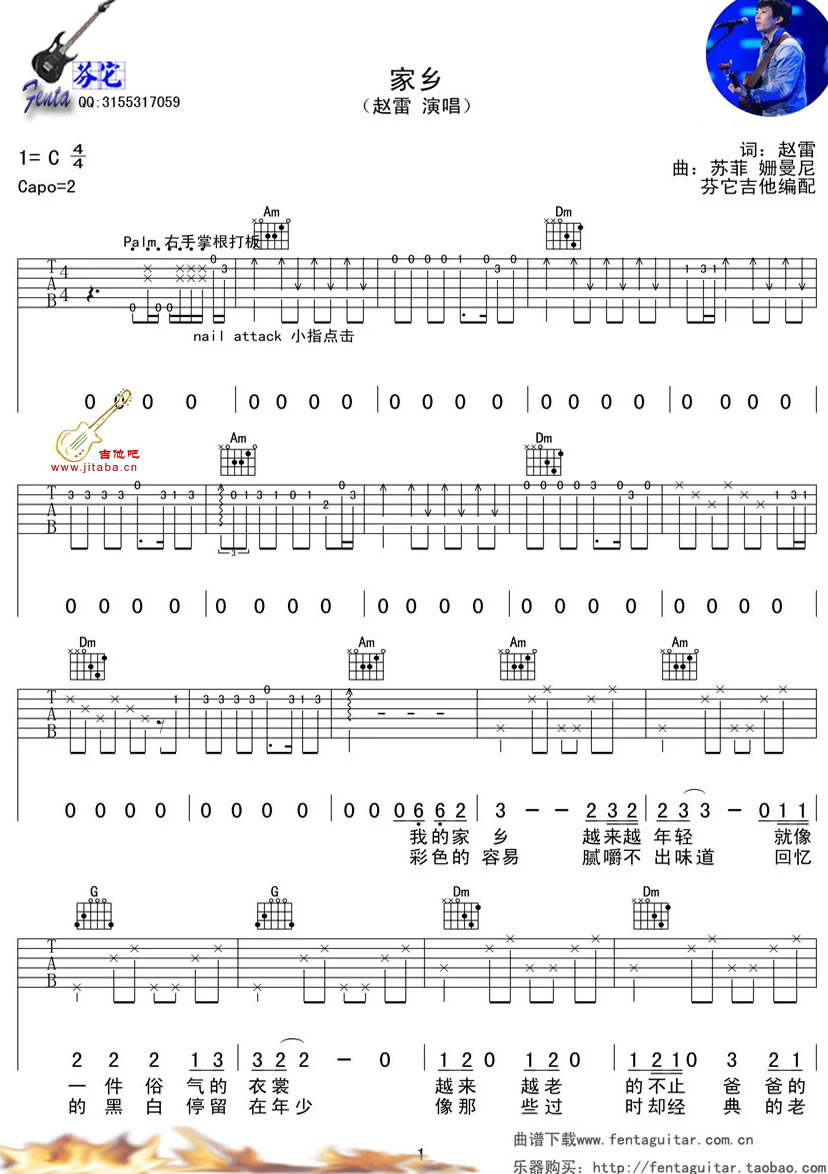 芬它
Fenta
QQ:3155317059
家乡
（赵雷 演唱）
1= C 4/4
Capo=2
词：赵雷
曲：苏菲 姗曼尼
芬它吉他编配
Am Dm
Palm 右手掌根打板
nail attack 小指点击
0 0 0 0 0 0 0 0 0 0 0 0 0 0 0 0 0 0 0 0
吉他吧
www.jitaba.cn
Am Dm
0 0 0 0 0 0 0 0 0 0 0 0 0 0 0 0 0 0 0 0
Dm Am Am Am
0 0 0 0 0 0 0 0 0 0 0 6 6 2 3 - - 2 3 2 2 3 3 - 0 1 1
我的家 乡 越来越 年轻 就像
彩色的 容易 腻嚼不 出味道 回忆
G G Dm Dm
2 2 2 1 3 3 2 2 - 0 1 2 0 1 2 0 1 2 1 0 3 2 1
一 件 俗 气的 衣裳 越来 越老 的不止 爸 爸的
的 黑 白 停留 在年少 像那 些过 时却经 典 的老
1
曲谱下载www.fentaguitar.com.cn
乐器购买：http://fentaguitar.taobao.com